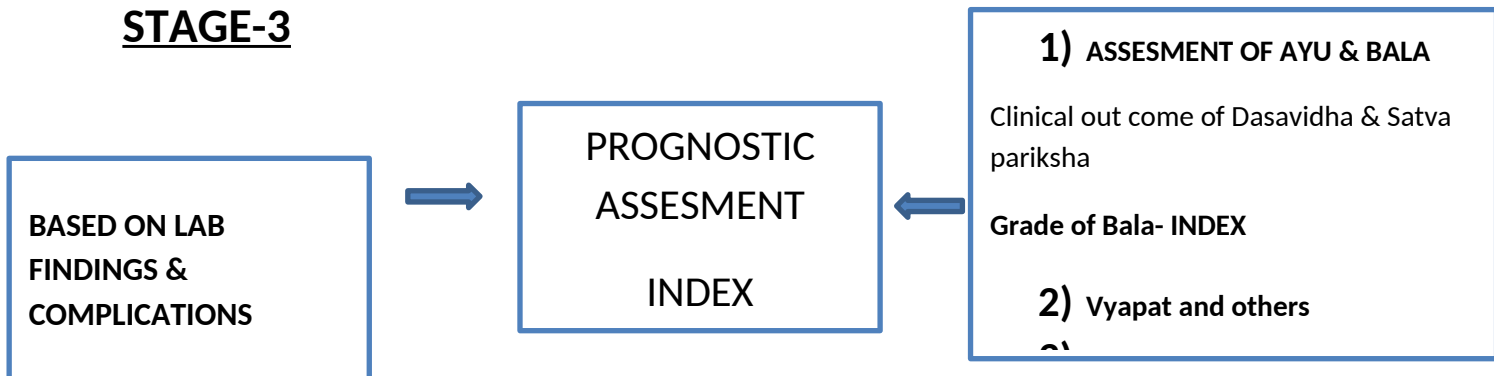 STAGE-3
BASED ON LAB
FINDINGS &
COMPLICATIONS
PROGNOSTIC
ASSESMENT
INDEX
1) ASSESMENT OF AYU & BALA
Clinical out come of Dasavidha & Satva
pariksha
Grade of Bala- INDEX
2) Vyapat and others